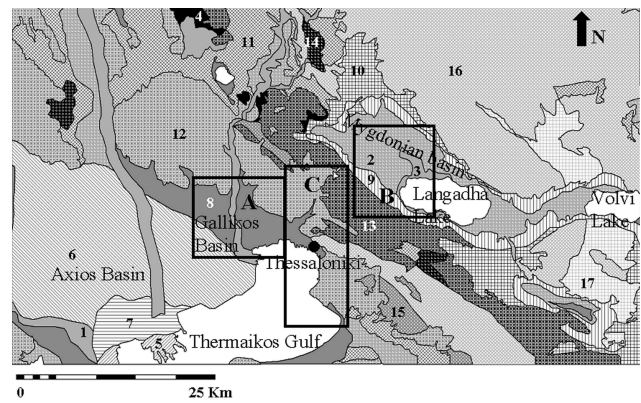 4
11
14
N
10
16
12
Mygdonian basin
2
3
C
9
8
A
B
Langadha
Lake
Volvi
Lake
Gallikos
Basin
13
6
Axios Basin
Thessaloniki
17
1
7
5
15
Thermaikos Gulf
0
25 Km